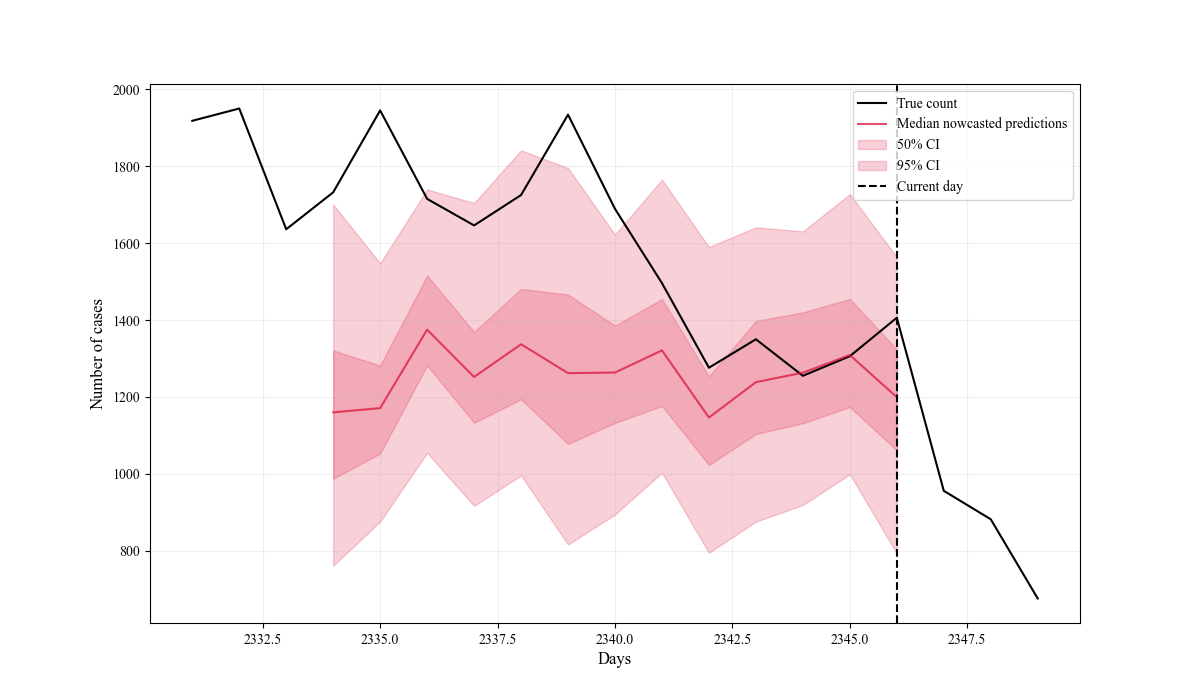 2000
1800
1600
1400
1200
1000
800
Number of cases
True count
Median nowcasted predictions
50% CI
95% CI
Current day
2332.5 2335.0 2337.5 2340.0 2342.5 2345.0 2347.5
Days